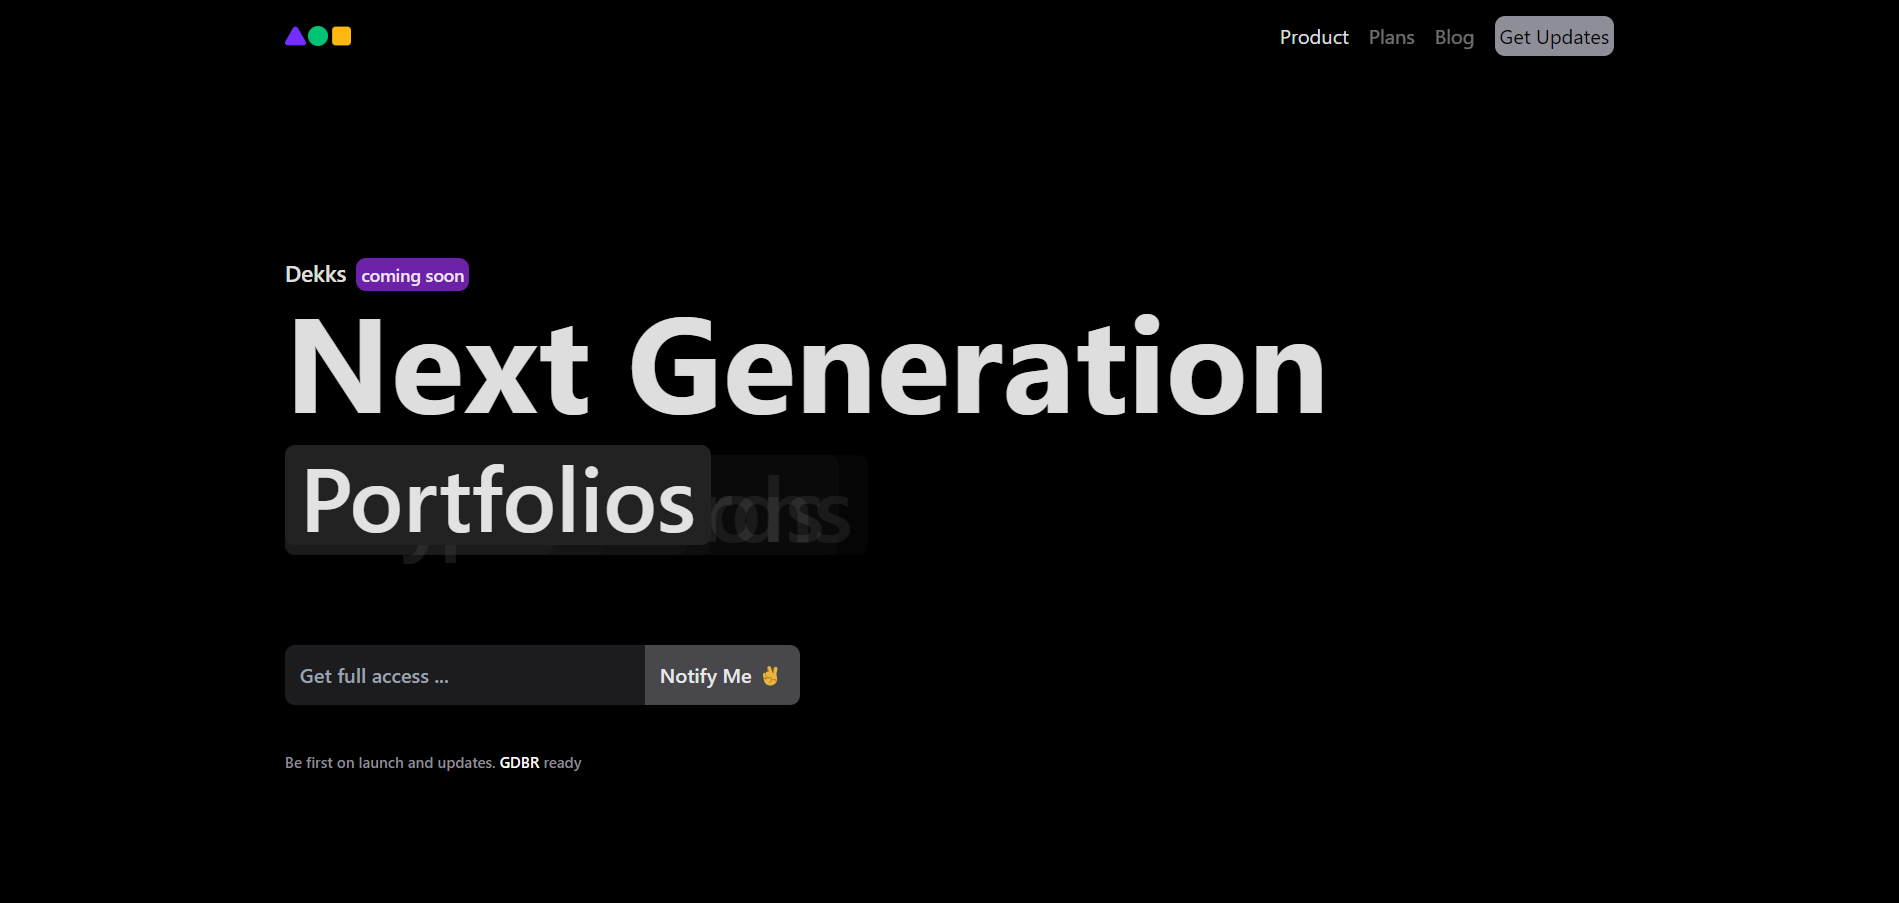 Product Plans Blog Get Updates
Dekks coming soon
Next Generation
Portfolios
Get full access ...
Notify Me ✌
Be first on launch and updates. GDBR ready